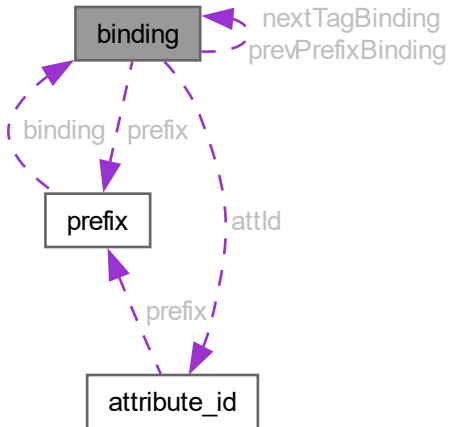 nextTagBinding
binding
prevPrefixBinding
binding
prefix
prefix
attId
prefix
attribute_id